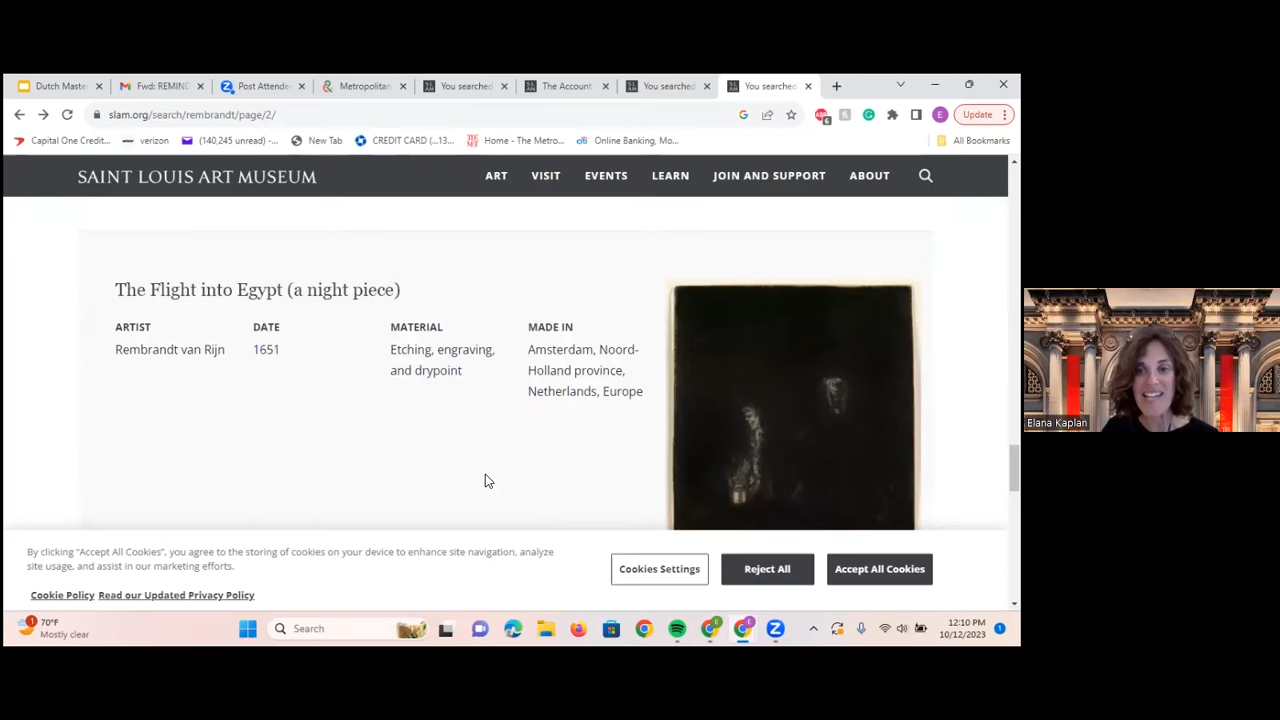 Dutch Maste
Fwd: REMIND
Post Attende
Metropolitan
You searched
The Account
You searched
You searched
slam.org/search/rembrandt/page/2/
Update
Capital One Credit...
verizon
(140,245 unread) -...
New Tab
CREDIT CARD (...13...
Home - The Metro...
citi
Online Banking, Mo...
All Bookmarks
SAINT LOUIS ART MUSEUM
ART
VISIT
EVENTS
LEARN
JOIN AND SUPPORT
ABOUT
The Flight into Egypt (a night piece)
ARTIST
DATE
MATERIAL
MADE IN
Rembrandt van Rijn
1651
Etching, engraving,
and drypoint
Amsterdam, Noord-
Holland province,
Netherlands, Europe
Elana Kaplan
By clicking “Accept All Cookies”, you agree to the storing of cookies on your device to enhance site navigation, analyze
site usage, and assist in our marketing efforts.
Cookie Policy Read our Updated Privacy Policy
Cookies Settings
Reject All
Accept All Cookies
1
70°F
Mostly clear
Search
12:10 PM
10/12/2023
1